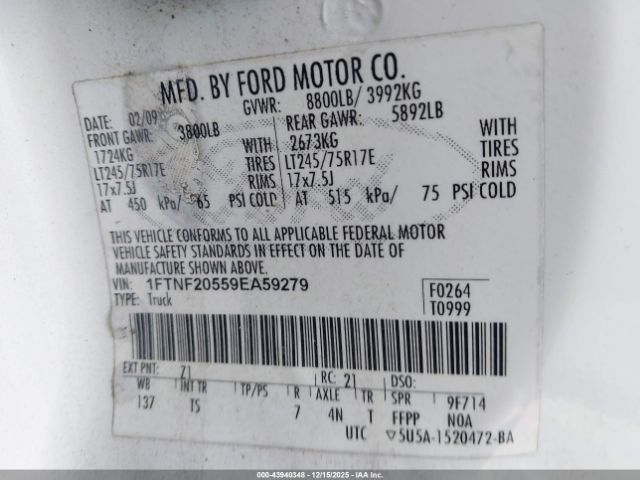 MFD. BY FORD MOTOR CO.
DATE: 02/09 GVWR: 8800LB/ 3992KG
FRONT GAWR: 3800LB REAR GAWR: 5892LB
1724KG WITH 2673KG WITH
LT245/75R17E TIRES LT245/75R17E TIRES
17x7.5J RIMS 17x7.5J RIMS
AT 450 kPa/ 65 PSI COLD AT 515 kPa/ 75 PSI COLD
THIS VEHICLE CONFORMS TO ALL APPLICABLE FEDERAL MOTOR
VEHICLE SAFETY STANDARDS IN EFFECT ON THE DATE OF
MANUFACTURE SHOWN ABOVE.
VIN: 1FTNF20559EA59279 F0264
TYPE: Truck T0999
EXT PNT: Z1 RC: 21 DSO:
WB INT TR TP/PS R AXLE TR SPR 9F714
137 TS 7 4N T FFPP N0A
UTC ▽5U5A-1520472-BA
000-43940348 - 12/15/2025 - IAAI.COM